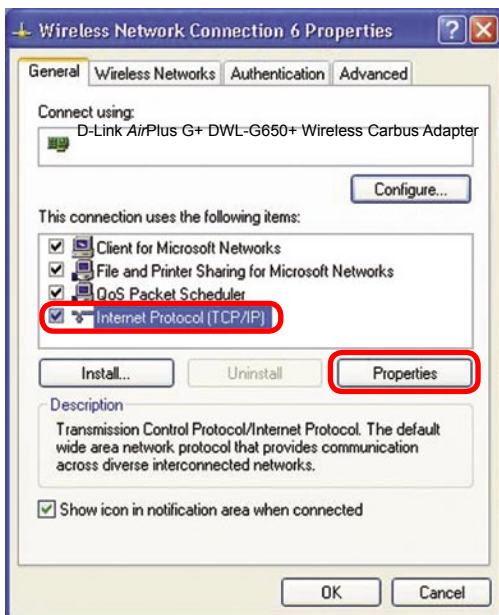 Wireless Network Connection 6 Properties
General Wireless Networks Authentication Advanced
Connect using:
D-Link AirPlus G+ DWL-G650+ Wireless Carbus Adapter
Configure...
This connection uses the following items:
Client for Microsoft Networks
File and Printer Sharing for Microsoft Networks
QoS Packet Scheduler
Internet Protocol (TCP/IP)
Install... Uninstall Properties
Description
Transmission Control Protocol/Internet Protocol. The default
wide area network protocol that provides communication
across diverse interconnected networks.
Show icon in notification area when connected
OK Cancel